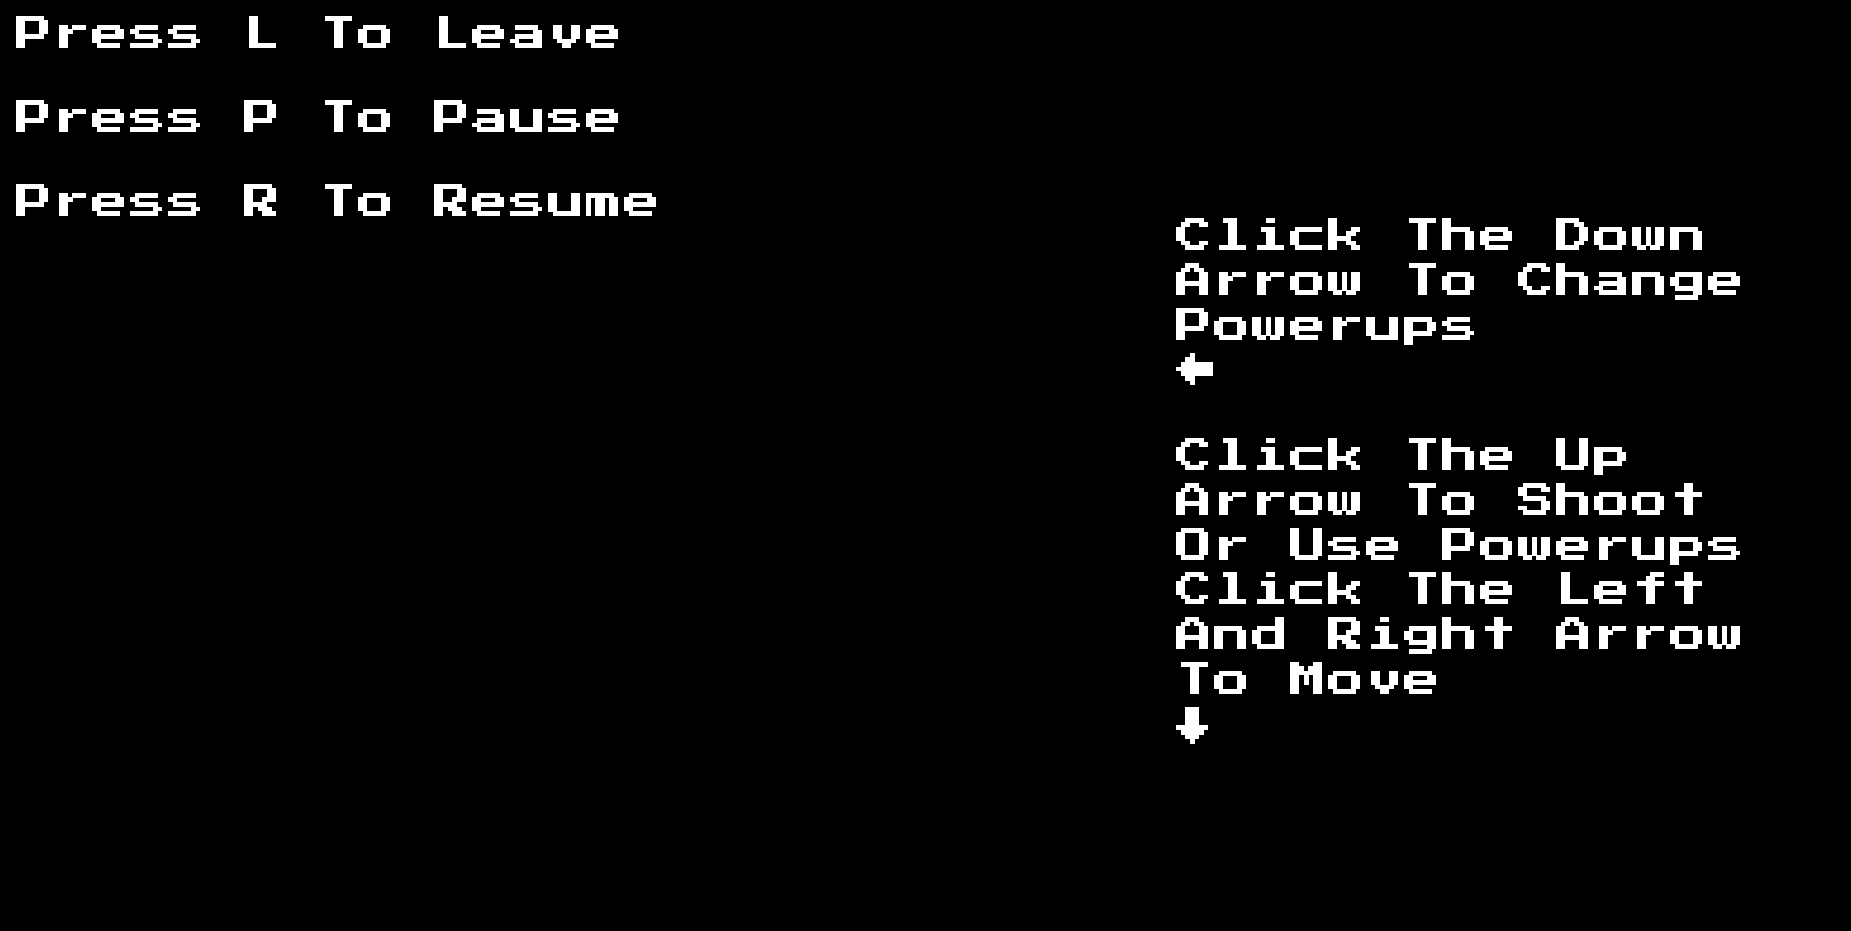 Press L To Leave
Press P To Pause
Press R To Resume
Click The Down
Arrow To Change
Powerups
Click The Up
Arrow To Shoot
Or Use Powerups
Click The Left
And Right Arrow
To Move